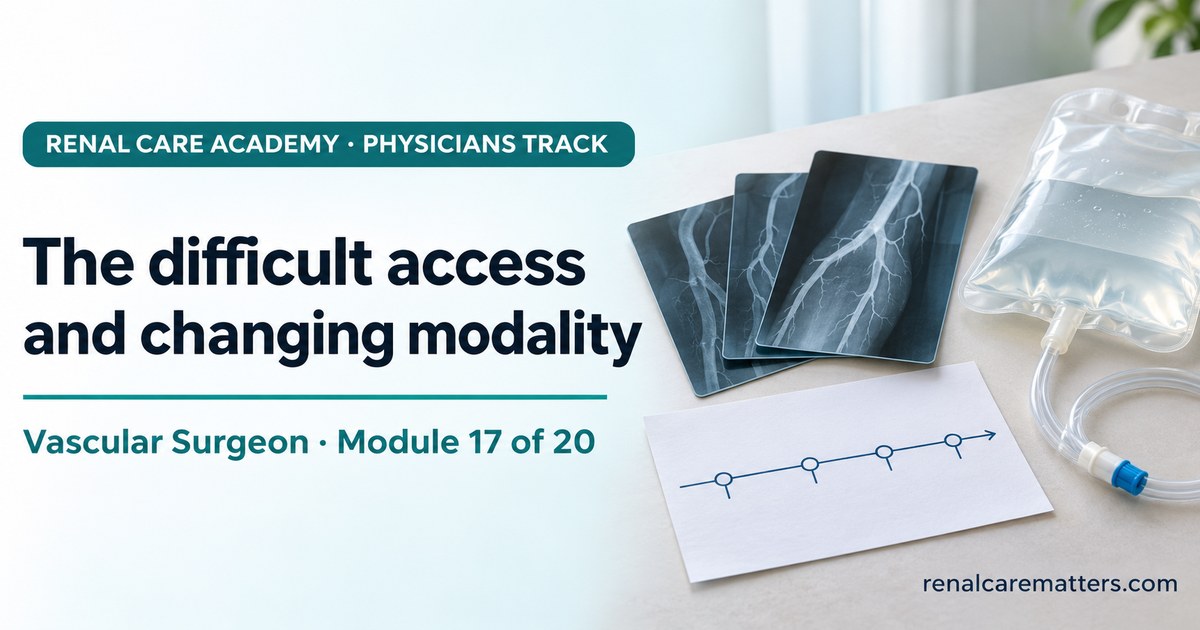 RENAL CARE ACADEMY · PHYSICIANS TRACK
The difficult access
and changing modality
Vascular Surgeon · Module 17 of 20
renalcarematters.com